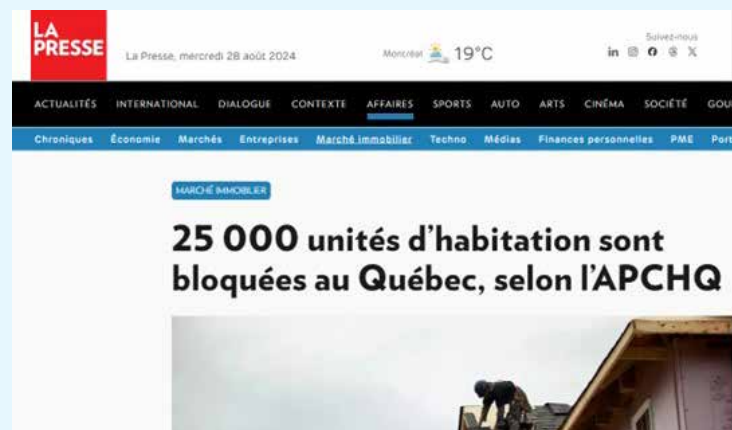 LA
PRESSE
La Presse, mercredi 28 août 2024
Montréal 19°C
Suivez-nous
ACTUALITÉS INTERNATIONAL DIALOGUE CONTEXTE AFFAIRES SPORTS AUTO ARTS CINÉMA SOCIÉTÉ GOU
Chroniques Économie Marchés Entreprises Marché immobilier Techno Médias Finances personnelles PME Port
MARCHÉ IMMOBILIER
25 000 unités d’habitation sont
bloquées au Québec, selon l’APCHQ